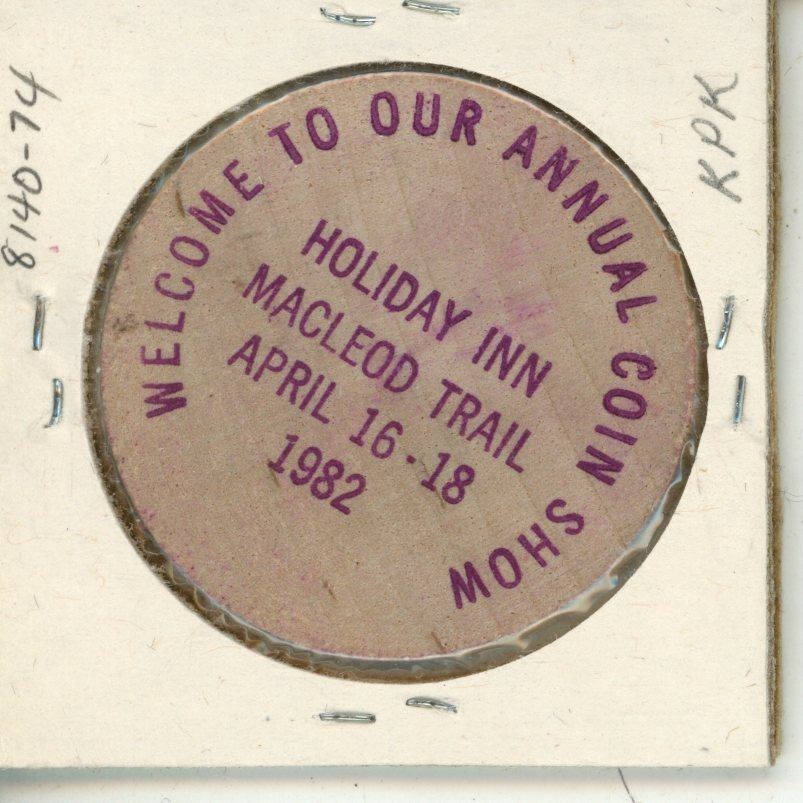 WELCOME TO OUR ANNUAL COIN SHOW
HOLIDAY INN
MACLEOD TRAIL
APRIL 16-18
1982
8140-74
KPK